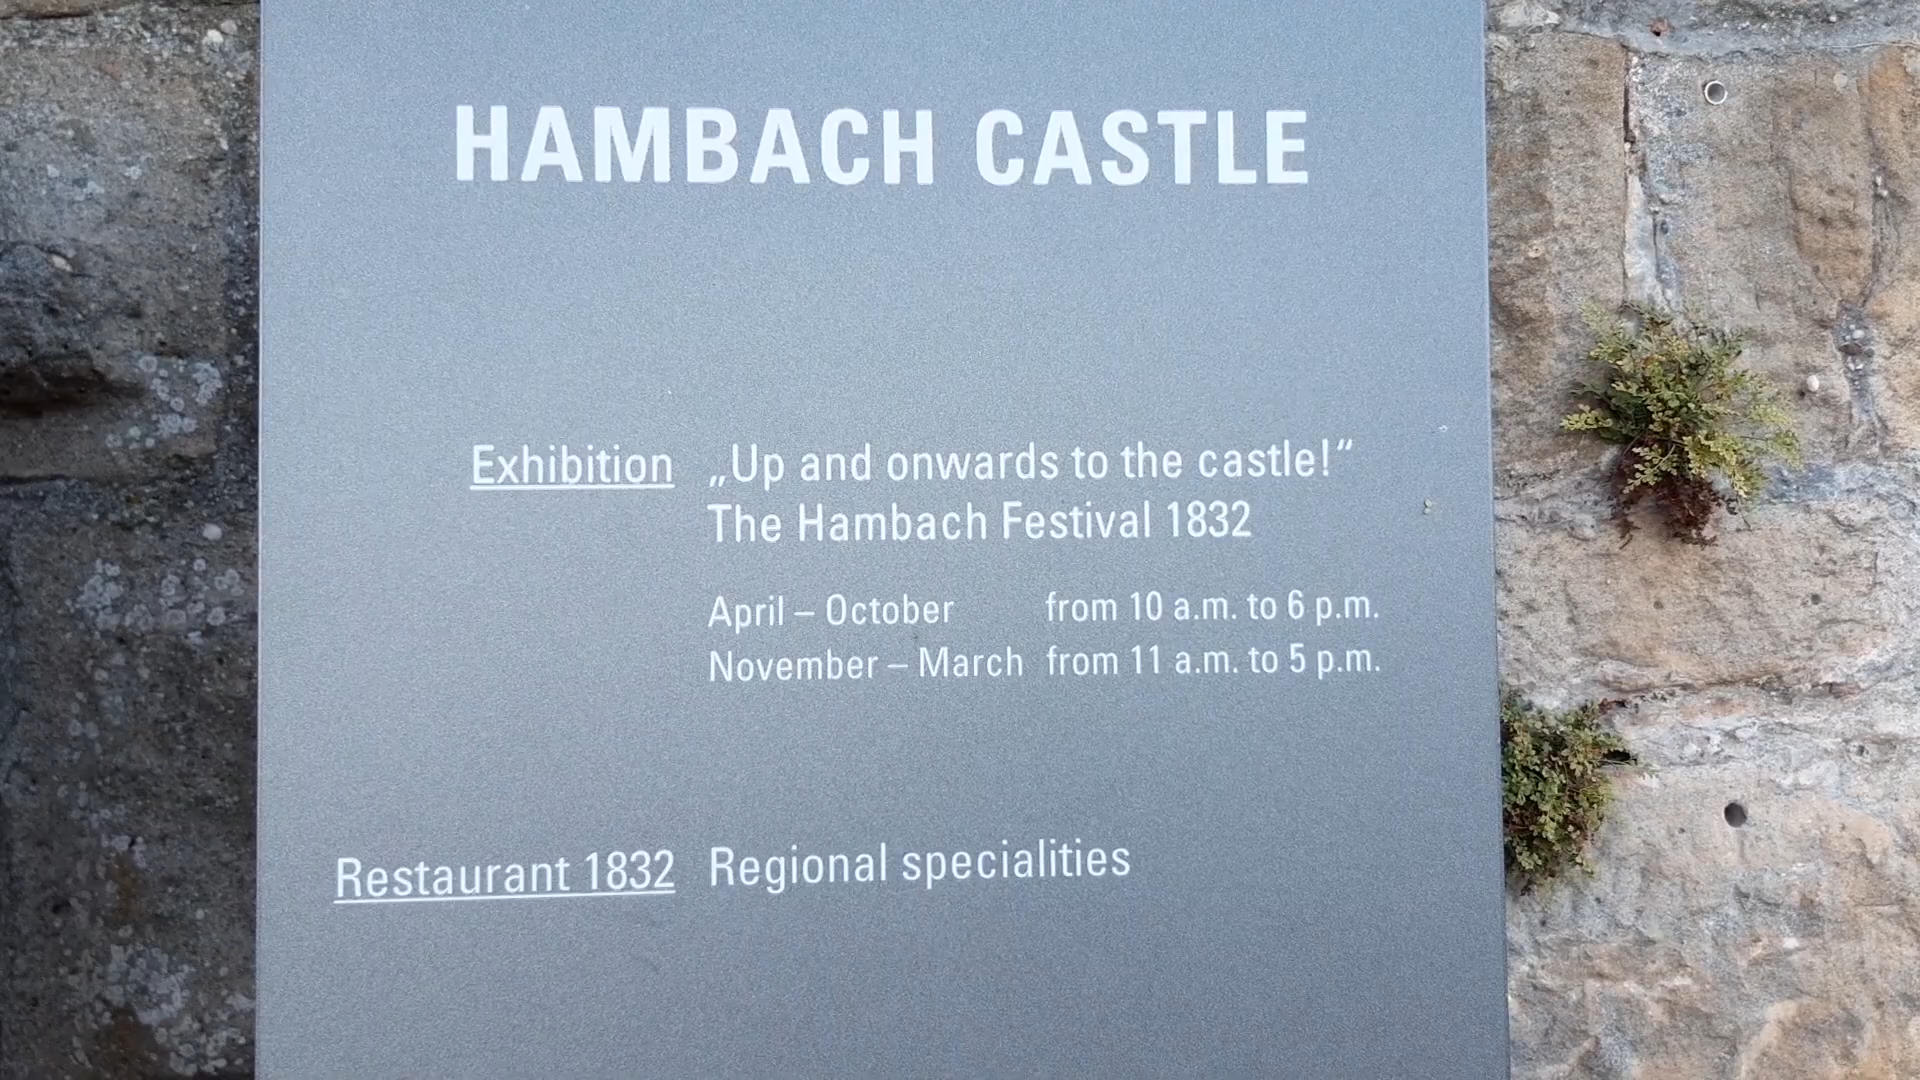 HAMBACH CASTLE
Exhibition „Up and onwards to the castle!“
The Hambach Festival 1832
April – October from 10 a.m. to 6 p.m.
November – March from 11 a.m. to 5 p.m.
Restaurant 1832 Regional specialities